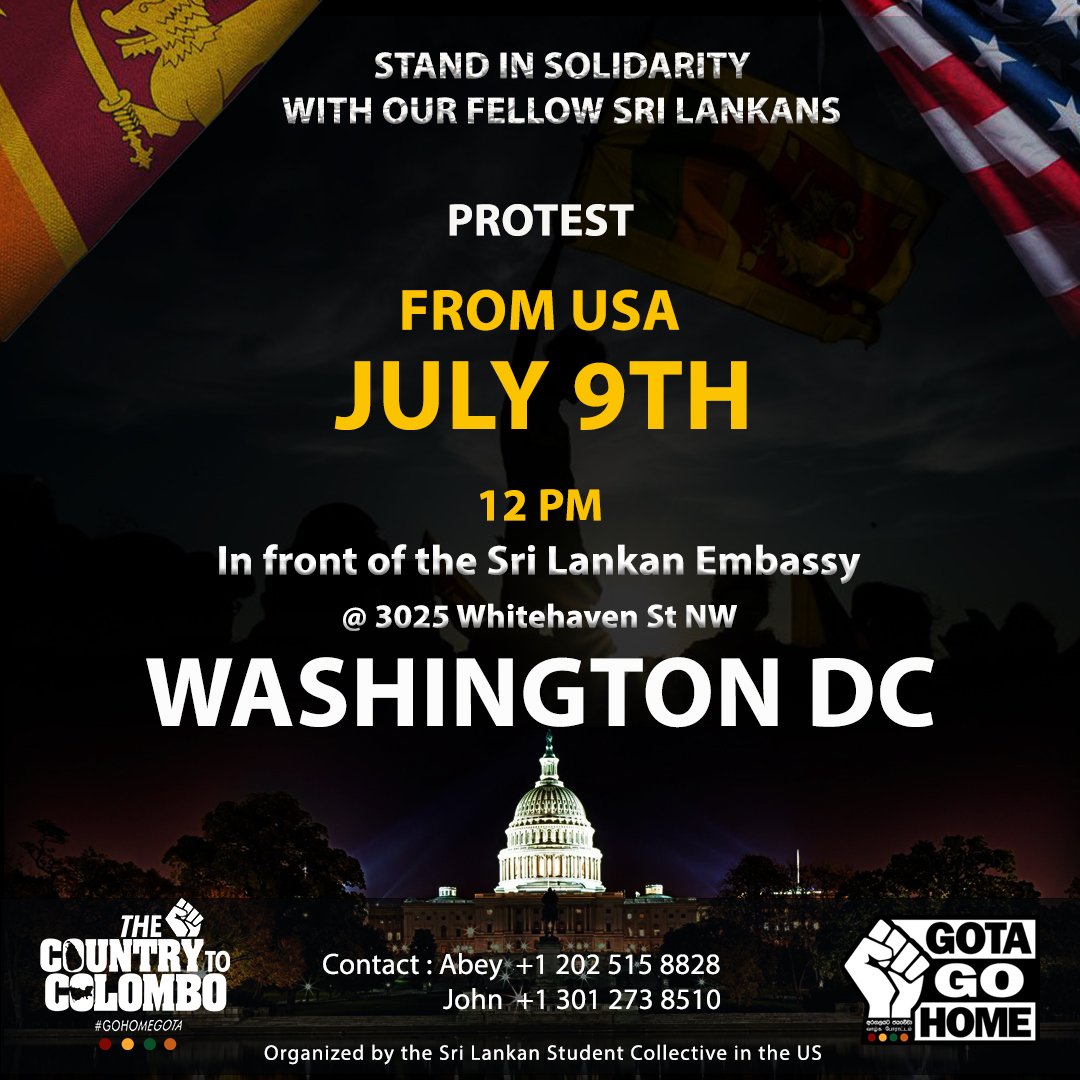 STAND IN SOLIDARITY
WITH OUR FELLOW SRI LANKANS
PROTEST
FROM USA
JULY 9TH
12 PM
In front of the Sri Lankan Embassy
@ 3025 Whitehaven St NW
WASHINGTON DC
THE
COUNTRY TO
COLOMBO
#GOHOMEGOTA
Contact : Abey +1 202 515 8828
John +1 301 273 8510
GOTA
GO
HOME
අරගලයට ජයවේවා
Organized by the Sri Lankan Student Collective in the US